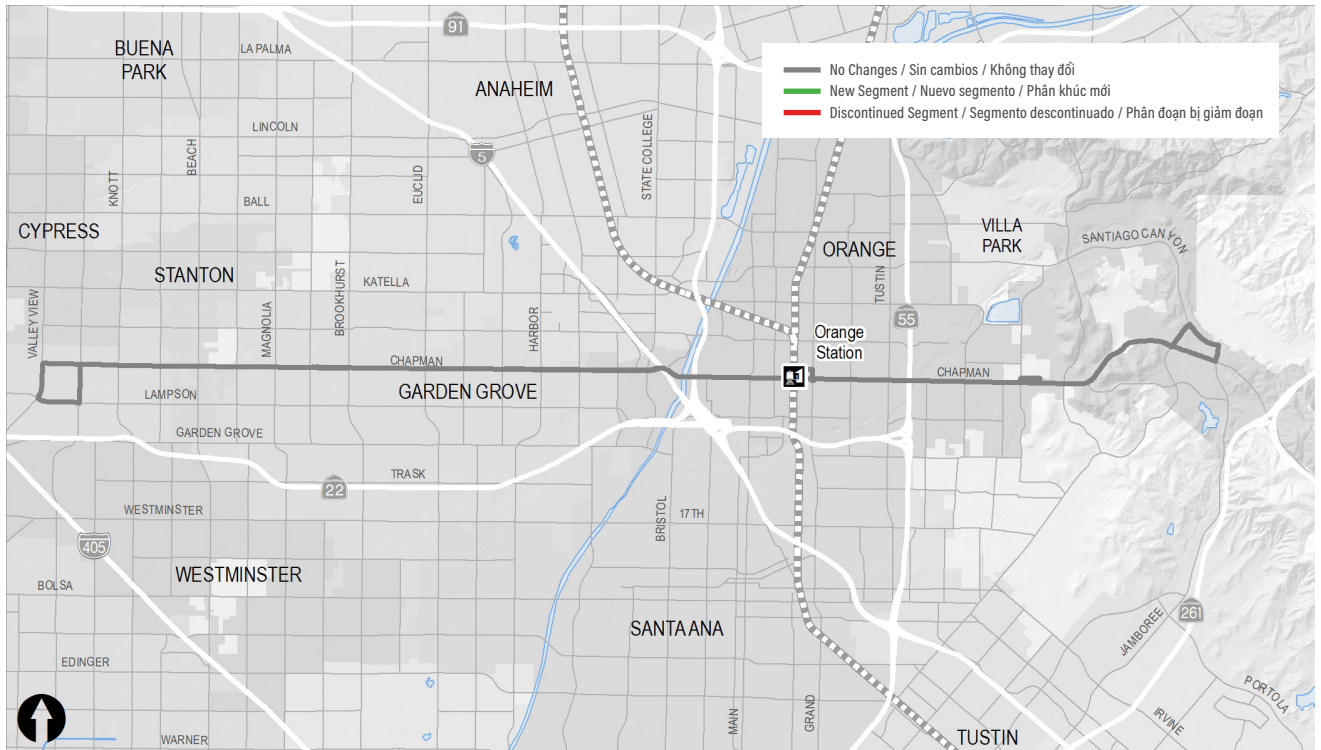 91
BUENA
PARK
LA PALMA
ANAHEIM
No Changes / Sin cambios / Không thay đổi
New Segment / Nuevo segmento / Phân khúc mới
Discontinued Segment / Segmento descontinuado / Phân đoạn bị giảm đoạn
LINCOLN
BEACH
STATE COLLEGE
5
KNOTT
EUCLID
BALL
CYPRESS
VILLA
PARK
SANTIAGO CANYON
ORANGE
STANTON
KATELLA
TUSTIN
BROOKHURST
MAGNOLIA
HARBOR
VALLEY VIEW
55
Orange
Station
CHAPMAN
CHAPMAN
LAMPSON
GARDEN GROVE
GARDEN GROVE
TRASK
22
WESTMINSTER
BRISTOL
17TH
405
WESTMINSTER
BOLSA
261
SANTA ANA
JAMBOREE
EDINGER
PORTOLA
MAIN
GRAND
IRVINE
WARNER
TUSTIN